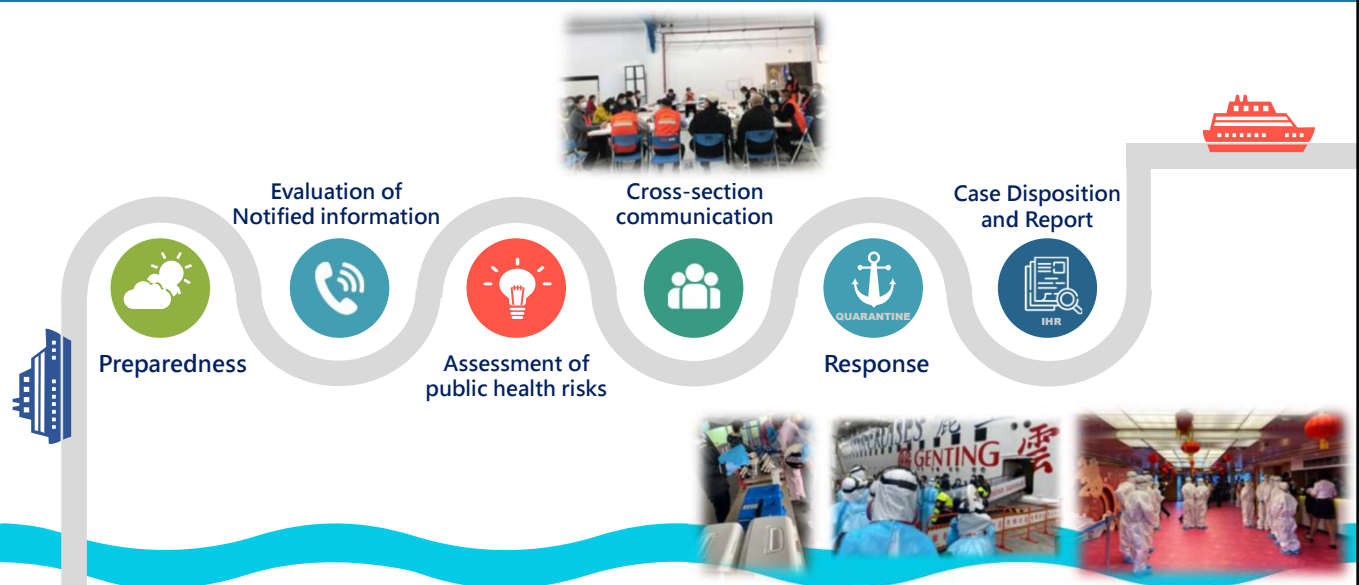 Evaluation of
Notified information
Cross-section
communication
Case Disposition
and Report
QUARANTINE
IHR
Preparedness
Assessment of
public health risks
Response
CRUISES
GENTING
雲